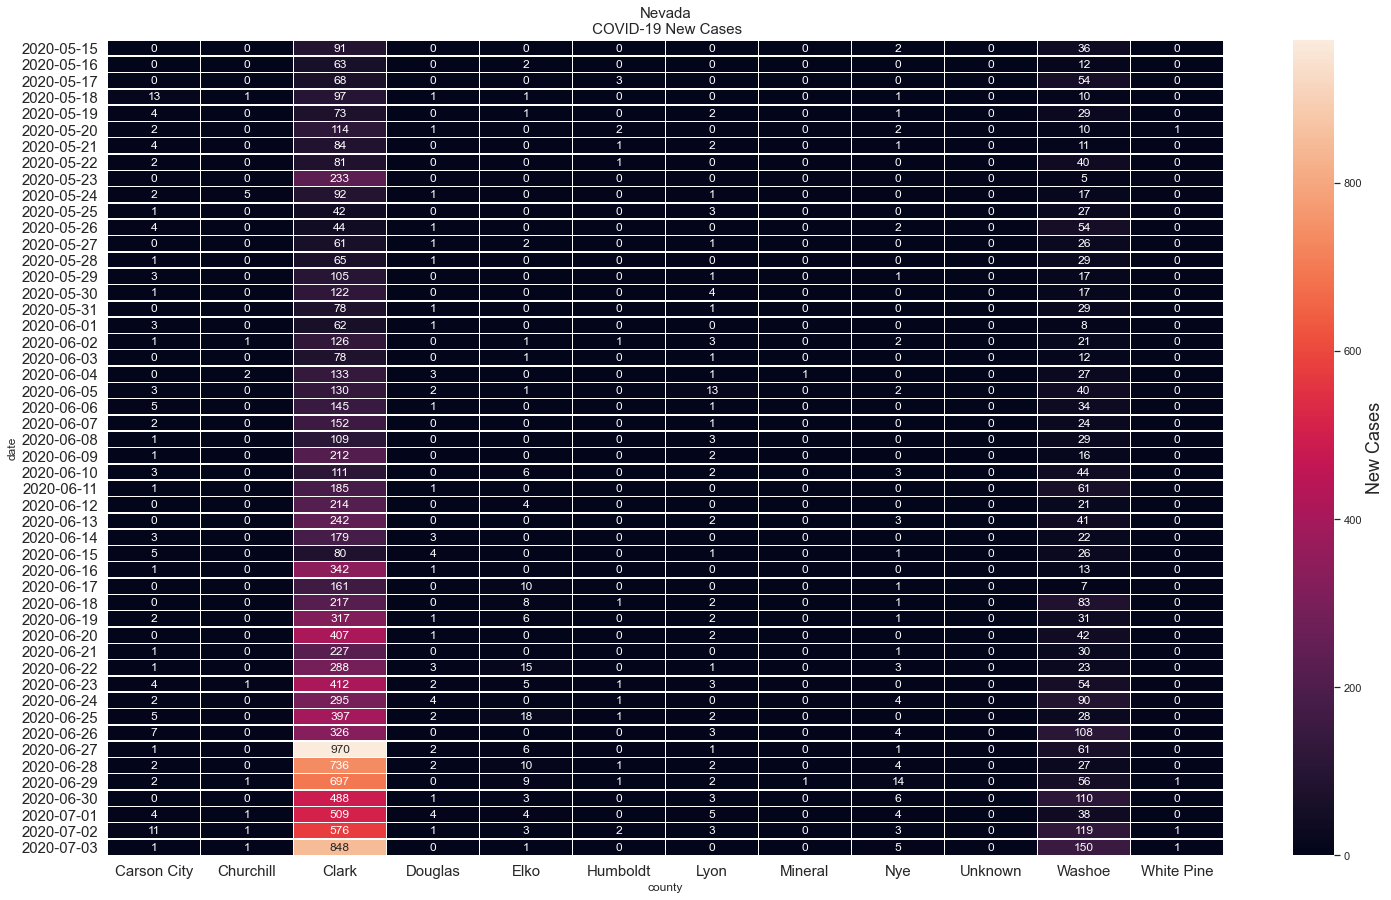 Nevada
COVID-19 New Cases
2020-05-15 0 0 91 0 0 0 0 0 2 0 36 0
2020-05-16 0 0 63 0 2 0 0 0 0 0 12 0
2020-05-17 0 0 68 0 0 3 0 0 0 0 54 0
2020-05-18 13 1 97 1 1 0 0 0 1 0 10 0
2020-05-19 4 0 73 0 1 0 2 0 1 0 29 0
2020-05-20 2 0 114 1 0 2 0 0 2 0 10 1
2020-05-21 4 0 84 0 0 1 2 0 1 0 11 0
2020-05-22 2 0 81 0 0 1 0 0 0 0 40 0
2020-05-23 0 0 233 0 0 0 0 0 0 0 5 0
2020-05-24 2 5 92 1 0 0 1 0 0 0 17 0
2020-05-25 1 0 42 0 0 0 3 0 0 0 27 0
2020-05-26 4 0 44 1 0 0 0 0 2 0 54 0
2020-05-27 0 0 61 1 2 0 1 0 0 0 26 0
2020-05-28 1 0 65 1 0 0 0 0 0 0 29 0
2020-05-29 3 0 105 0 0 0 1 0 1 0 17 0
2020-05-30 1 0 122 0 0 0 4 0 0 0 17 0
2020-05-31 0 0 78 1 0 0 1 0 0 0 29 0
2020-06-01 3 0 62 1 0 0 0 0 0 0 8 0
2020-06-02 1 1 126 0 1 1 3 0 2 0 21 0
2020-06-03 0 0 78 0 1 0 1 0 0 0 12 0
2020-06-04 0 2 133 3 0 0 1 1 0 0 27 0
2020-06-05 3 0 130 2 1 0 13 0 2 0 40 0
2020-06-06 5 0 145 1 0 0 1 0 0 0 34 0
2020-06-07 2 0 152 0 0 0 1 0 0 0 24 0
2020-06-08 1 0 109 0 0 0 3 0 0 0 29 0
2020-06-09 1 0 212 0 0 0 2 0 0 0 16 0
2020-06-10 3 0 111 0 6 0 2 0 3 0 44 0
2020-06-11 1 0 185 1 0 0 0 0 0 0 61 0
2020-06-12 0 0 214 0 4 0 0 0 0 0 21 0
2020-06-13 0 0 242 0 0 0 2 0 3 0 41 0
2020-06-14 3 0 179 3 0 0 0 0 0 0 22 0
2020-06-15 5 0 80 4 0 0 1 0 1 0 26 0
2020-06-16 1 0 342 1 0 0 0 0 0 0 13 0
2020-06-17 0 0 161 0 10 0 0 0 1 0 7 0
2020-06-18 0 0 217 0 8 1 2 0 1 0 83 0
2020-06-19 2 0 317 1 6 0 2 0 1 0 31 0
2020-06-20 0 0 407 1 0 0 2 0 0 0 42 0
2020-06-21 1 0 227 0 0 0 0 0 1 0 30 0
2020-06-22 1 0 288 3 15 0 1 0 3 0 23 0
2020-06-23 4 1 412 2 5 1 3 0 0 0 54 0
2020-06-24 2 0 295 4 0 1 0 0 4 0 90 0
2020-06-25 5 0 397 2 18 1 2 0 0 0 28 0
2020-06-26 7 0 326 0 0 0 3 0 4 0 108 0
2020-06-27 1 0 970 2 6 0 1 0 1 0 61 0
2020-06-28 2 0 736 2 10 1 2 0 4 0 27 0
2020-06-29 2 1 697 0 9 1 2 1 14 0 56 1
2020-06-30 0 0 488 1 3 0 3 0 6 0 110 0
2020-07-01 4 1 509 4 4 0 5 0 4 0 38 0
2020-07-02 11 1 576 1 3 2 3 0 3 0 119 1
2020-07-03 1 1 848 0 1 0 0 0 5 0 150 1
Carson City Churchill Clark Douglas Elko Humboldt Lyon Mineral Nye Unknown Washoe White Pine
county
date
800
600
400
200
0
New Cases